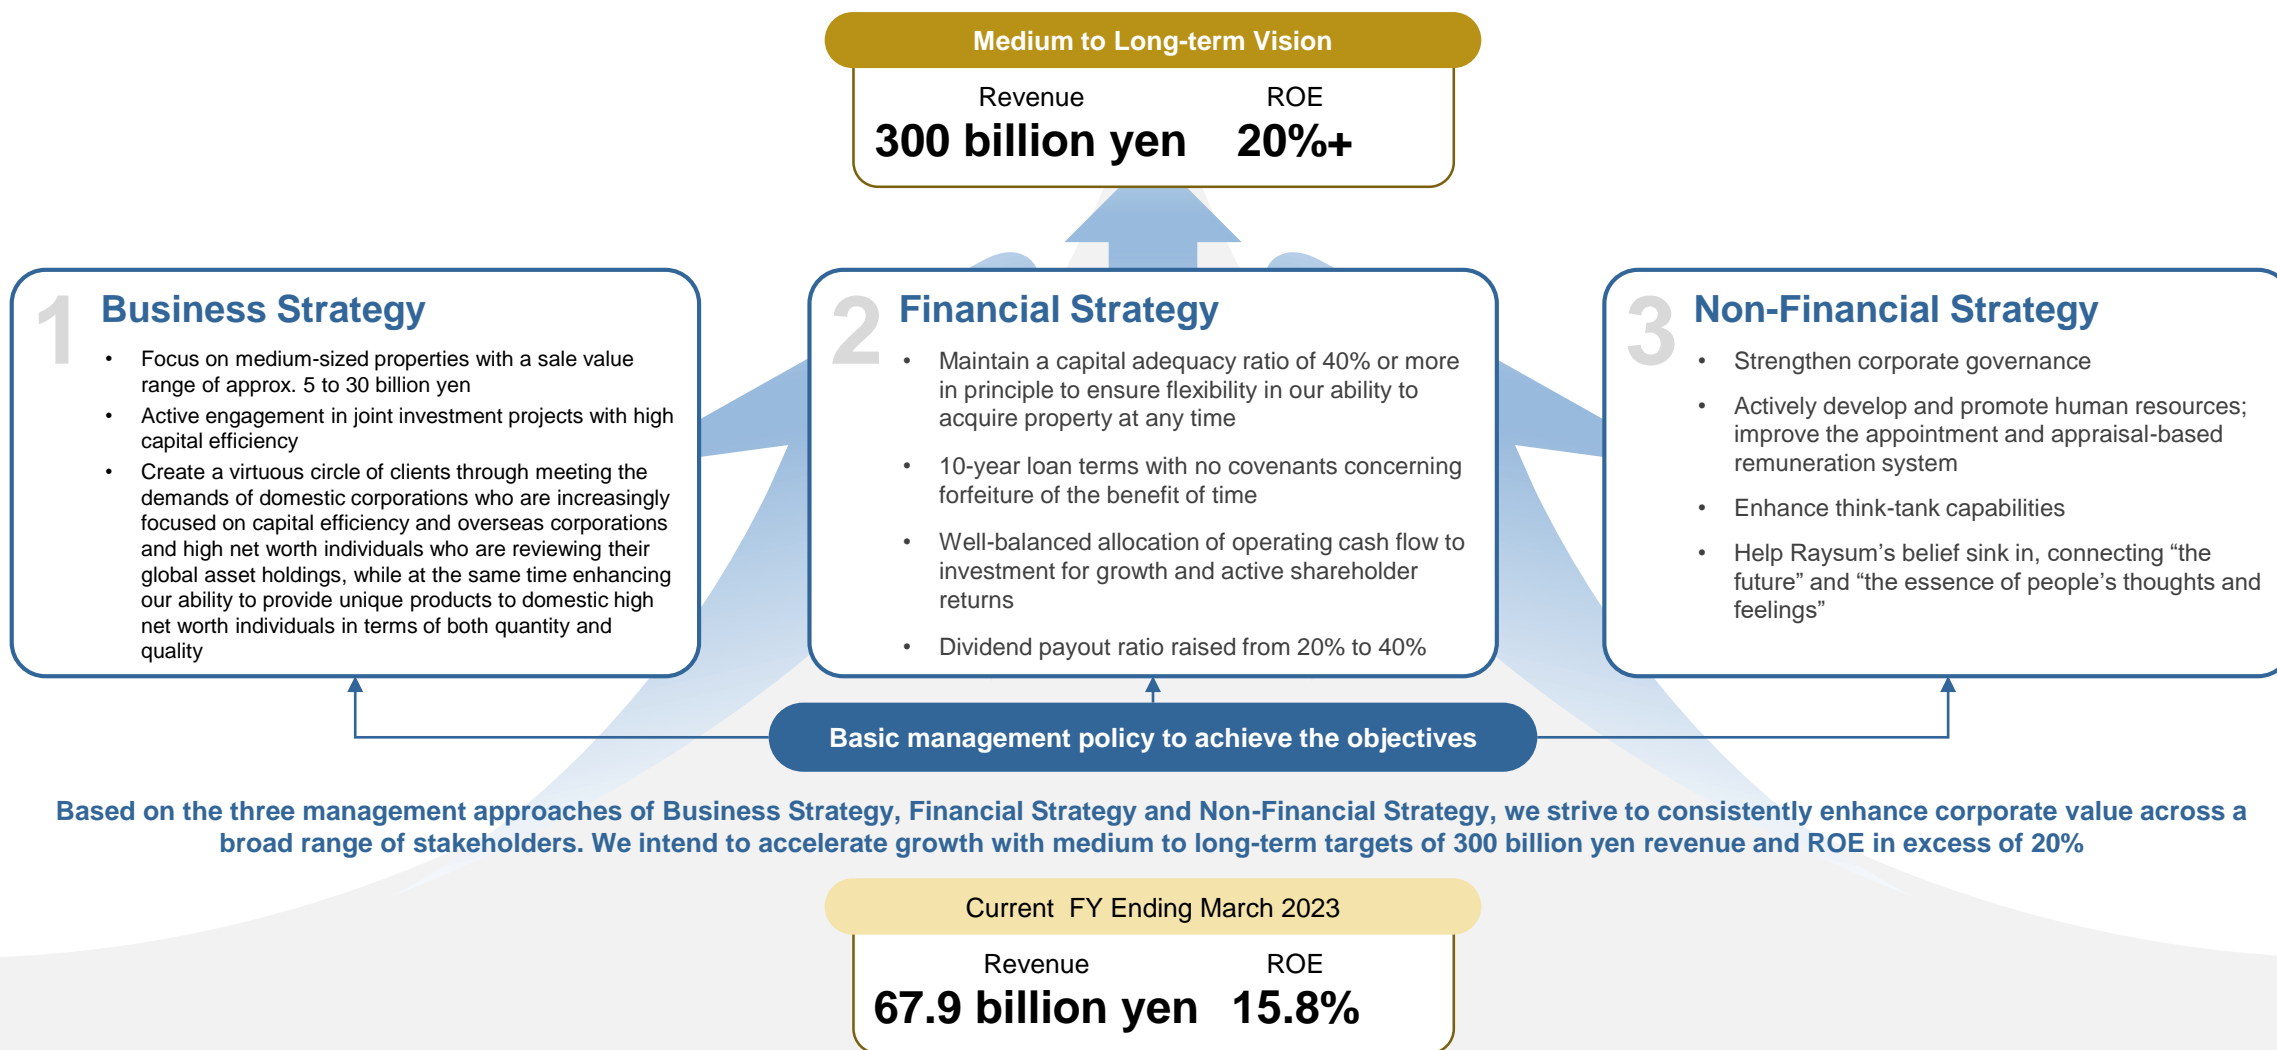 Medium to Long-term Vision
Revenue ROE
300 billion yen 20%+
1 Business Strategy
• Focus on medium-sized properties with a sale value
range of approx. 5 to 30 billion yen
• Active engagement in joint investment projects with high
capital efficiency
• Create a virtuous circle of clients through meeting the
demands of domestic corporations who are increasingly
focused on capital efficiency and overseas corporations
and high net worth individuals who are reviewing their
global asset holdings, while at the same time enhancing
our ability to provide unique products to domestic high
net worth individuals in terms of both quantity and
quality
2 Financial Strategy
• Maintain a capital adequacy ratio of 40% or more
in principle to ensure flexibility in our ability to
acquire property at any time
• 10-year loan terms with no covenants concerning
forfeiture of the benefit of time
• Well-balanced allocation of operating cash flow to
investment for growth and active shareholder
returns
• Dividend payout ratio raised from 20% to 40%
3 Non-Financial Strategy
• Strengthen corporate governance
• Actively develop and promote human resources;
improve the appointment and appraisal-based
remuneration system
• Enhance think-tank capabilities
• Help Raysum’s belief sink in, connecting “the
future” and “the essence of people’s thoughts and
feelings”
Basic management policy to achieve the objectives
Based on the three management approaches of Business Strategy, Financial Strategy and Non-Financial Strategy, we strive to consistently enhance corporate value across a
broad range of stakeholders. We intend to accelerate growth with medium to long-term targets of 300 billion yen revenue and ROE in excess of 20%
Current FY Ending March 2023
Revenue ROE
67.9 billion yen 15.8%